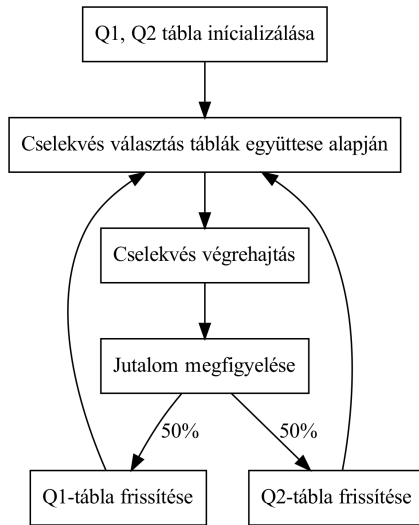 Q1, Q2 tábla inícializálása
Cselekvés választás táblák együttese alapján
Cselekvés végrehajtás
Jutalom megfigyelése
50%
50%
Q1-tábla frissítése
Q2-tábla frissítése